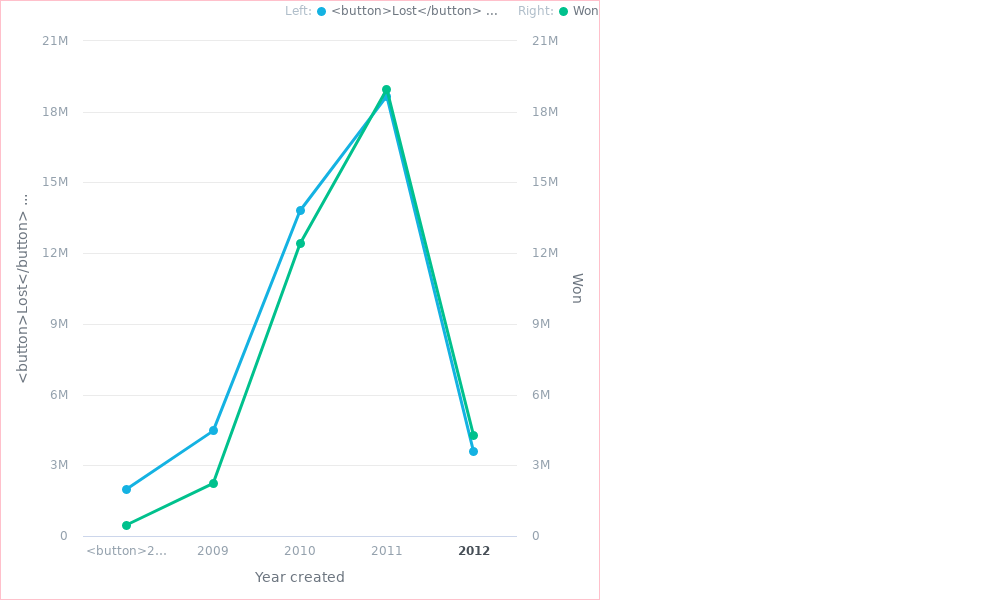 Left: <button>Lost</button> ... Right: Won
21M 21M
18M 18M
15M 15M
12M 12M
9M 9M
6M 6M
3M 3M
0 0
<button>Lost</button> ...
Won
<button>2... 2009 2010 2011 2012
Year created